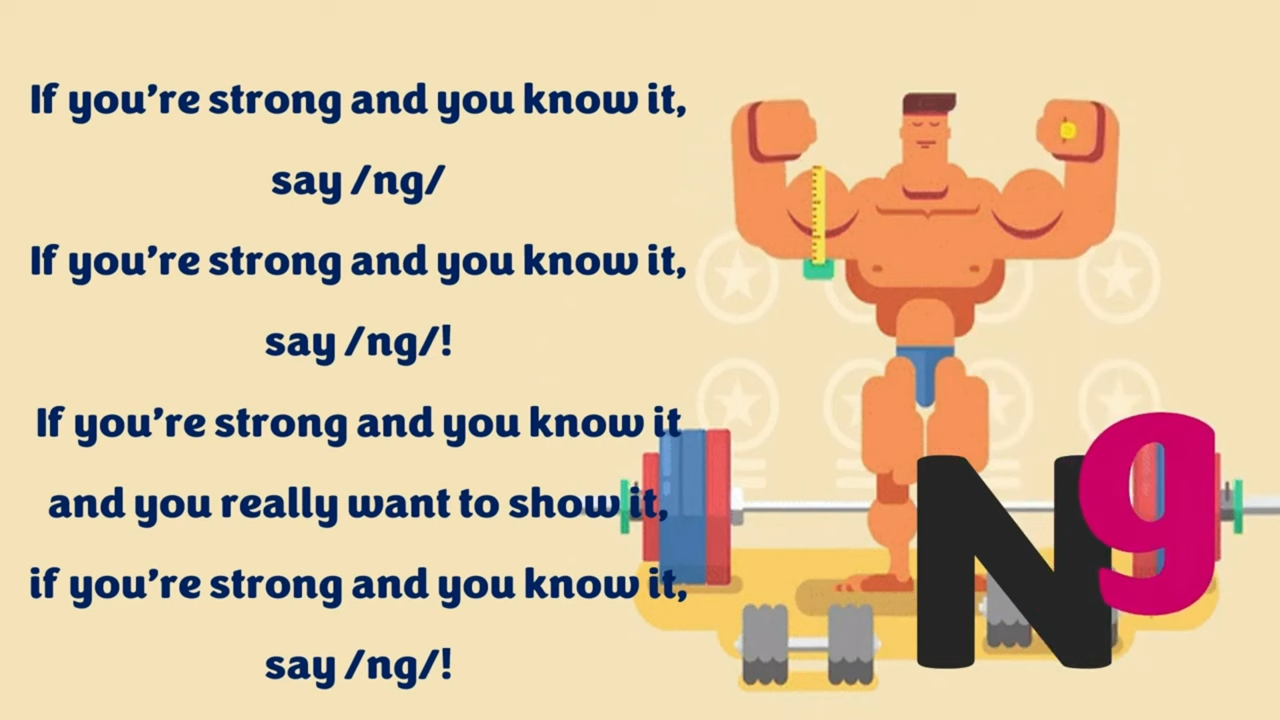 If you’re strong and you know it,
say /ng/
If you’re strong and you know it,
say /ng/!
If you’re strong and you know it
and you really want to show it,
if you’re strong and you know it,
say /ng/!
Ng